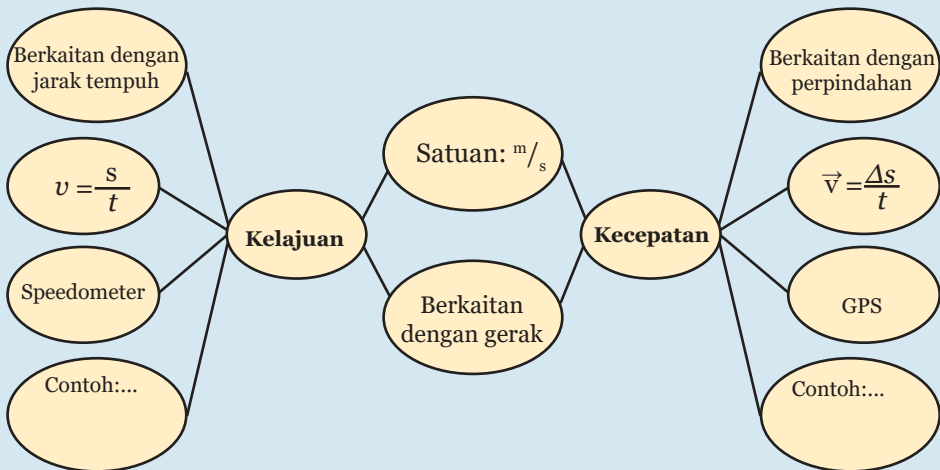 Berkaitan dengan
jarak tempuh
v = s/t
Speedometer
Contoh:...
Kelajuan
Satuan: m/s
Berkaitan
dengan gerak
Kecepatan
Berkaitan dengan
perpindahan
v⃗ = Δs/t
GPS
Contoh:...